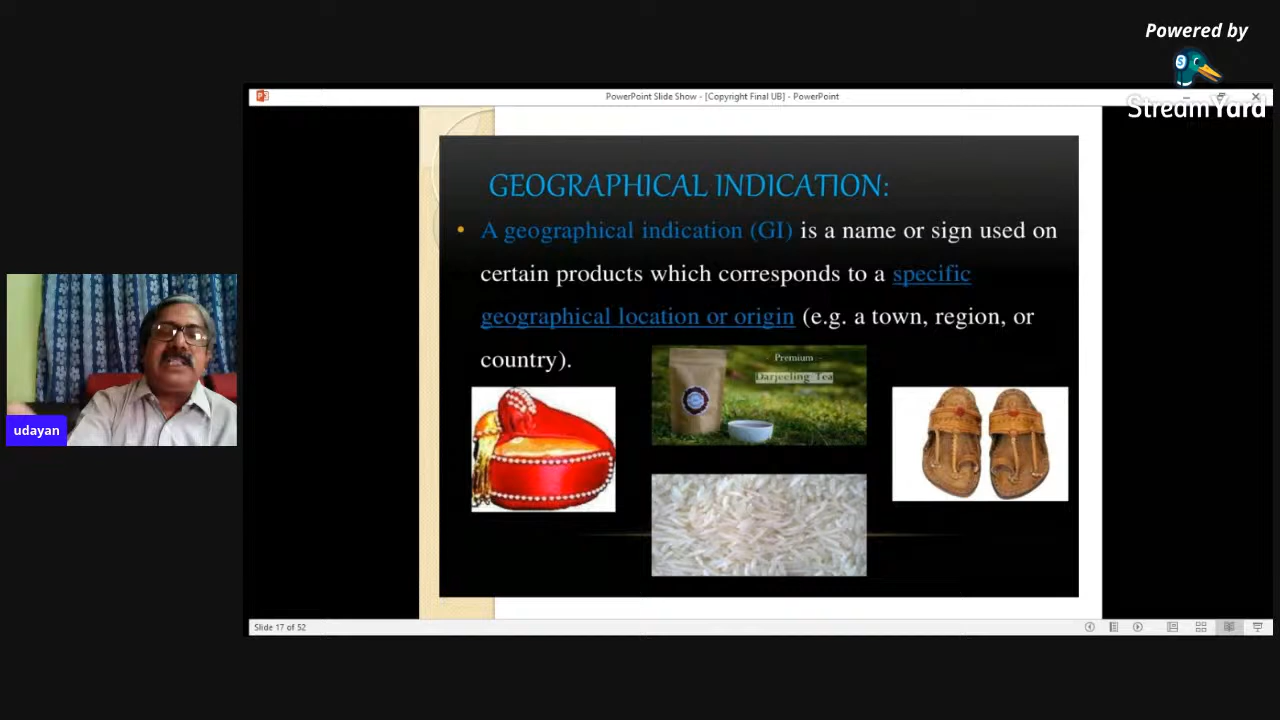 Powered by
StreamYard
PowerPoint Slide Show - [Copyright Final UB] - PowerPoint
GEOGRAPHICAL INDICATION:
• A geographical indication (GI) is a name or sign used on
certain products which corresponds to a specific
geographical location or origin (e.g. a town, region, or
country).
Premium
Darjeeling Tea
udayan
Slide 17 of 52